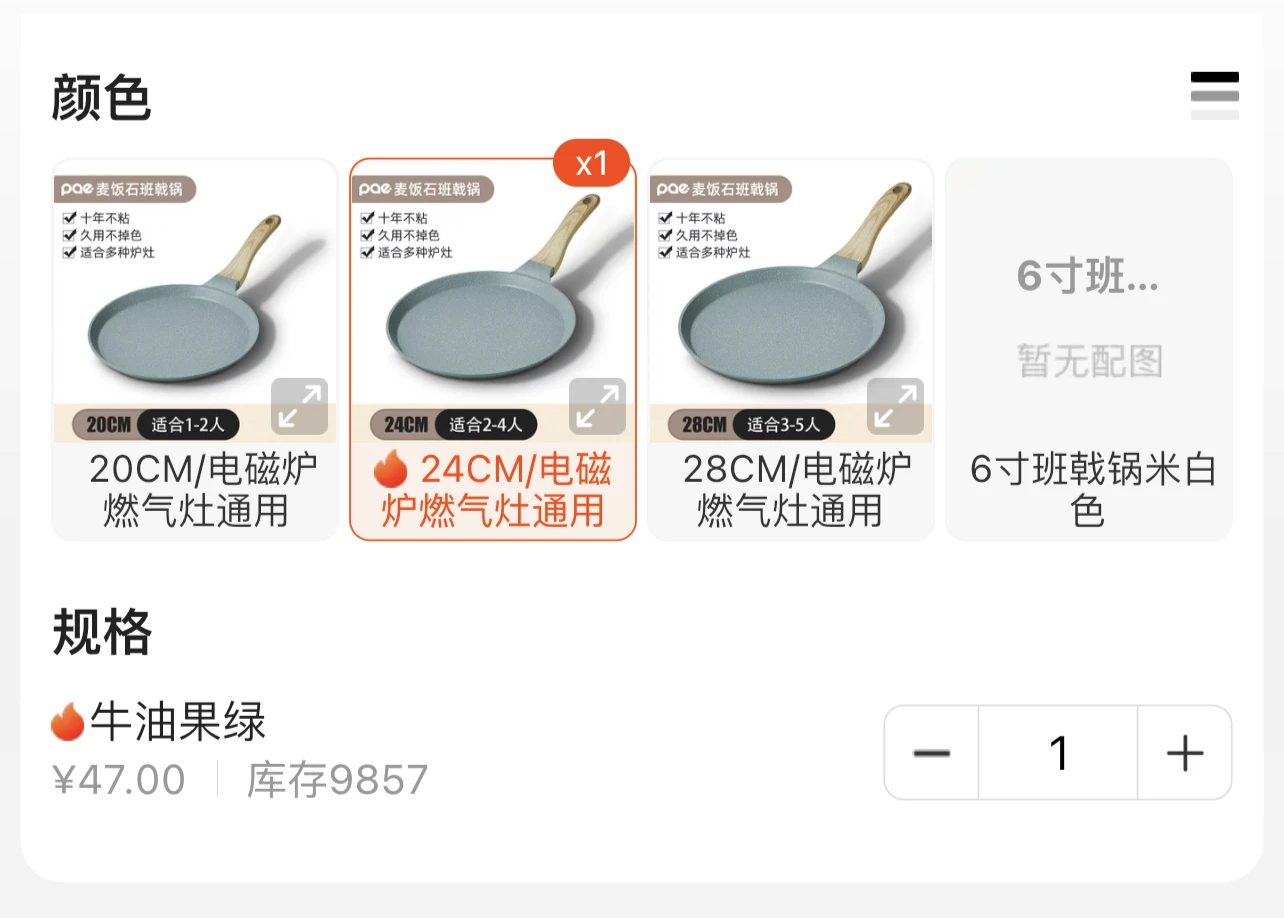 颜色
x1
pae 麦饭石班戟锅
十年不粘
久用不掉色
适合多种炉灶
20CM 适合1-2人
20CM/电磁炉
燃气灶通用
pae 麦饭石班戟锅
十年不粘
久用不掉色
适合多种炉灶
24CM 适合2-4人
🔥 24CM/电磁
炉燃气灶通用
pae 麦饭石班戟锅
十年不粘
久用不掉色
适合多种炉灶
28CM 适合3-5人
28CM/电磁炉
燃气灶通用
6寸班...
暂无配图
6寸班戟锅米白
色
规格
🔥牛油果绿
¥47.00 | 库存9857
1